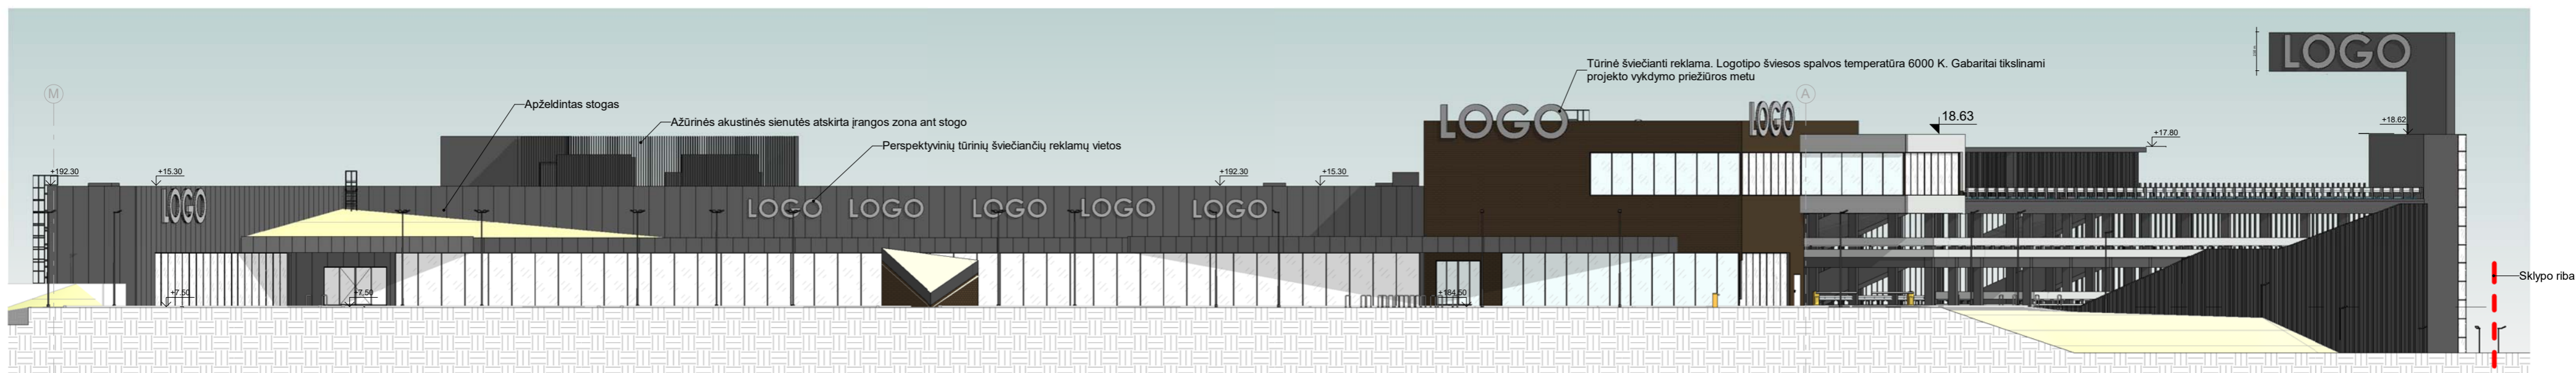 LOGO
Türinė šviečianti reklama. Logotipo šviesos spalvos temperatūra 6000 K. Gabaritai tikslinami
projekto vykdymo priežiūros metu
M
A
Apželdintas stogas
LOGO
LOGO
18.63
+18.62
Ažūrinės akustinės sienutės atskirta įrangos zona ant stogo
+17.80
Perspektyvinių tūrinių šviečiančių reklamų vietos
+192.30
+15.30
+192.30
+15.30
LOGO
LOGO
LOGO
LOGO
LOGO
LOGO
Sklypo riba
+7.50
+7.50
+184.50